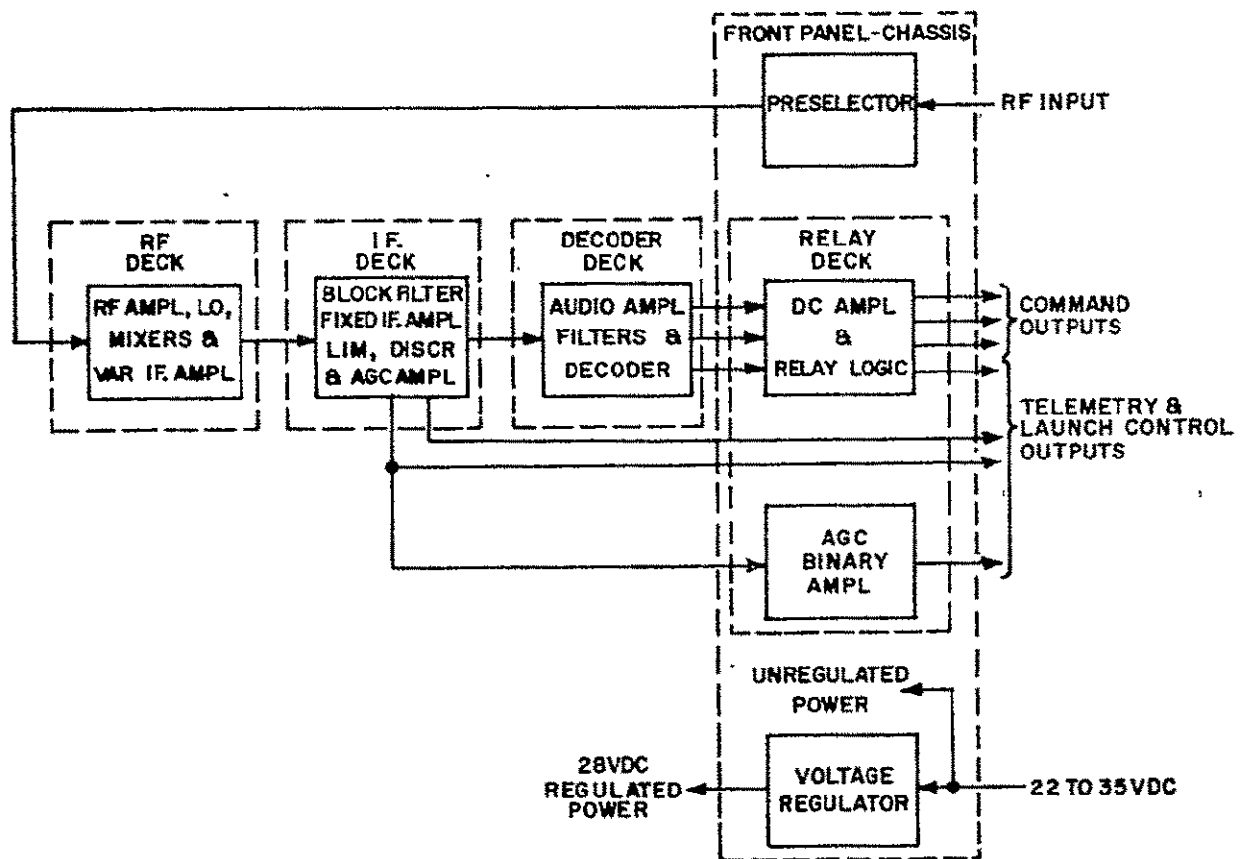 FRONT PANEL-CHASSIS
PRESELECTOR
RF INPUT
RF
DECK
RF AMPL, LO,
MIXERS &
VAR IF. AMPL
I F.
DECK
BLOCK FILTER
FIXED IF. AMPL
LIM, DISCR
& AGC AMPL
DECODER
DECK
AUDIO AMPL
FILTERS &
DECODER
RELAY
DECK
DC AMPL
&
RELAY LOGIC
COMMAND
OUTPUTS
TELEMETRY &
LAUNCH CONTROL
OUTPUTS
AGC
BINARY
AMPL
UNREGULATED
POWER
28VDC
REGULATED
POWER
VOLTAGE
REGULATOR
22 TO 35VDC